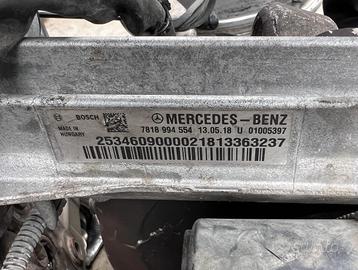 BOSCH MERCEDES-BENZ
MADE IN HUNGARY 7818 994 554 13.05.18 U 01005397
2534609000021813363237